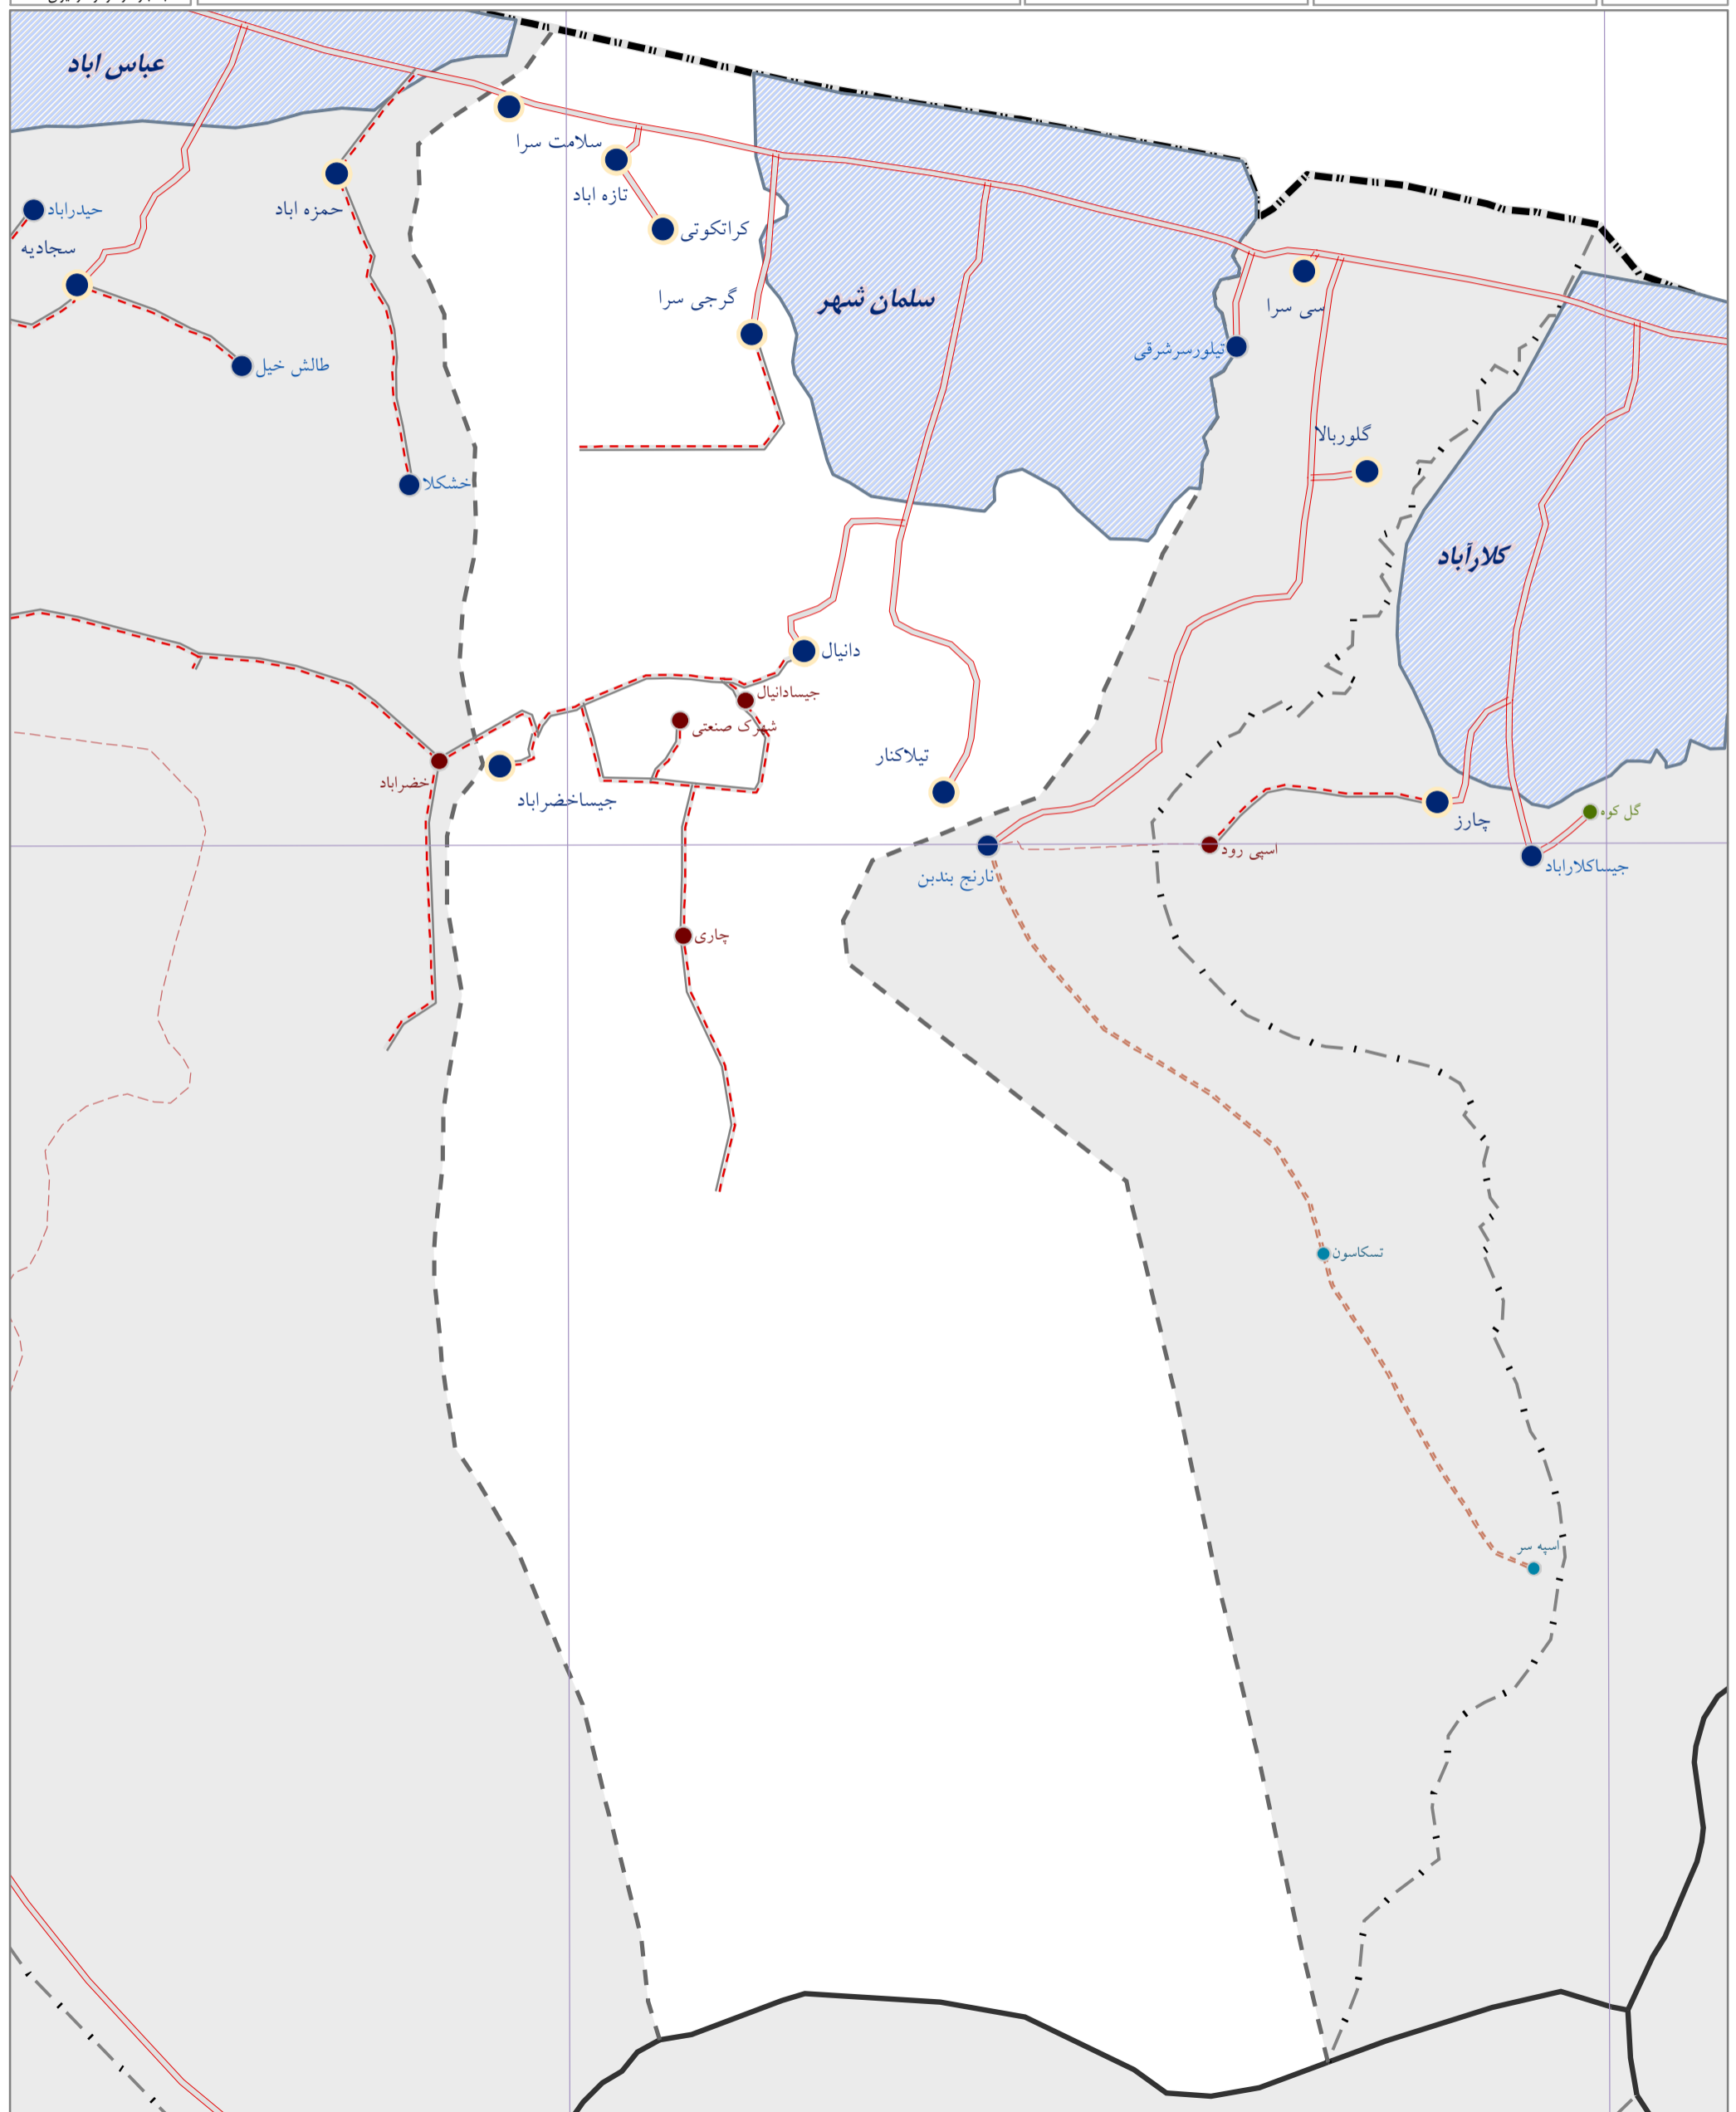 عباس اباد
سلامت سرا
تازه اباد
حمزه اباد
حیدراباد
کراتکوتی
سجادیه
گرجی سرا
سلمان شهر
سی سرا
تیلورسرشرقی
طالش خیل
گلوربالا
خشکلا
کلارآباد
دانیال
جیسادانیال
شهرک صنعتی
تیلاکنار
خضراباد
جیساخضراباد
چارز
گل کوه
اسپی رود
جیساکلاراباد
نارنج بندبن
چاری
تسکاسون
اسپه سر